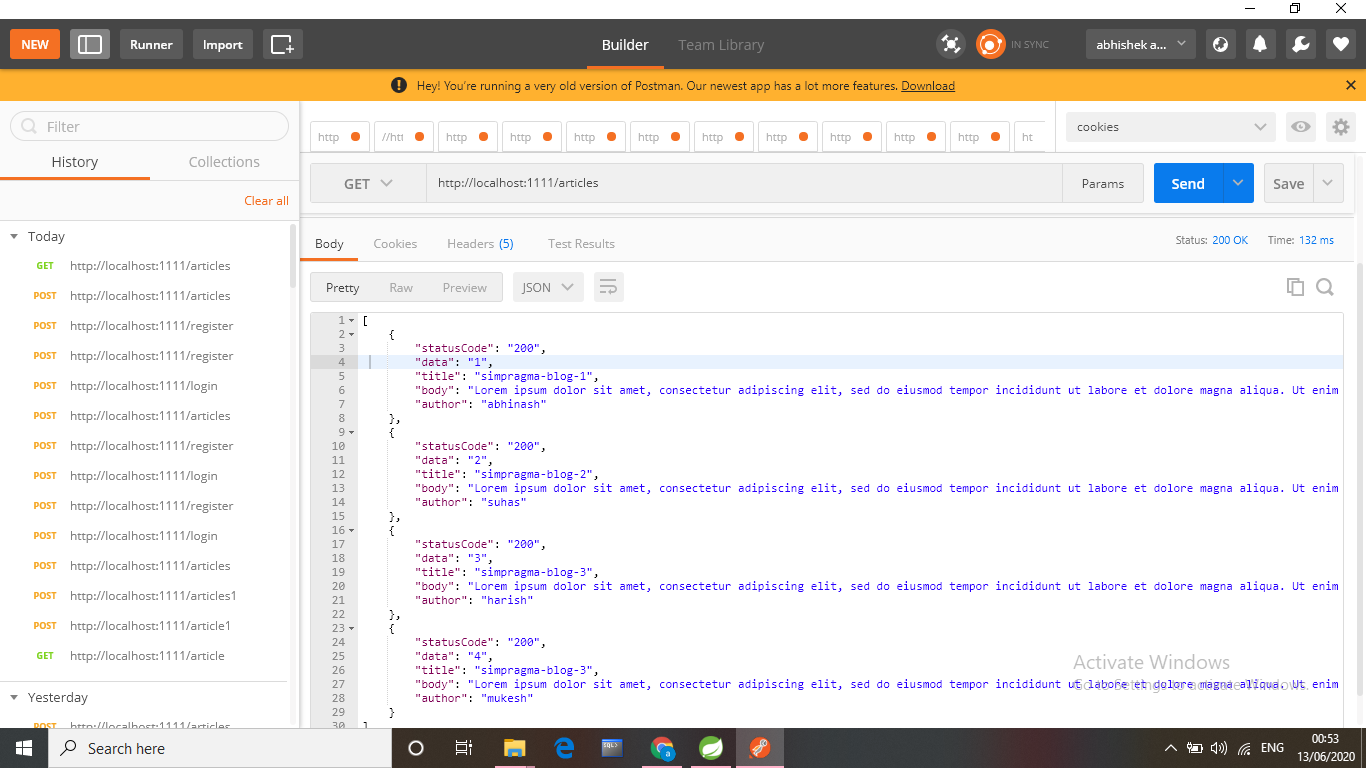 NEW Runner Import Builder Team Library IN SYNC abhishek a...
Hey! You're running a very old version of Postman. Our newest app has a lot more features. Download
Filter
History Collections
Clear all
Today
GET http://localhost:1111/articles
POST http://localhost:1111/articles
POST http://localhost:1111/register
POST http://localhost:1111/register
POST http://localhost:1111/login
POST http://localhost:1111/articles
POST http://localhost:1111/register
POST http://localhost:1111/login
POST http://localhost:1111/register
POST http://localhost:1111/login
POST http://localhost:1111/articles
POST http://localhost:1111/articles1
POST http://localhost:1111/article1
GET http://localhost:1111/article
Yesterday
POST http://localhost:1111/articles
http //htt http http http http http http http http http ht
cookies
GET http://localhost:1111/articles Params Send Save
Body Cookies Headers (5) Test Results Status: 200 OK Time: 132 ms
Pretty Raw Preview JSON
1 [
2 {
3 "statusCode": "200",
4 "data": "1",
5 "title": "simpragma-blog-1",
6 "body": "Lorem ipsum dolor sit amet, consectetur adipiscing elit, sed do eiusmod tempor incididunt ut labore et dolore magna aliqua. Ut enim
7 "author": "abhinash"
8 },
9 {
10 "statusCode": "200",
11 "data": "2",
12 "title": "simpragma-blog-2",
13 "body": "Lorem ipsum dolor sit amet, consectetur adipiscing elit, sed do eiusmod tempor incididunt ut labore et dolore magna aliqua. Ut enim
14 "author": "suhas"
15 },
16 {
17 "statusCode": "200",
18 "data": "3",
19 "title": "simpragma-blog-3",
20 "body": "Lorem ipsum dolor sit amet, consectetur adipiscing elit, sed do eiusmod tempor incididunt ut labore et dolore magna aliqua. Ut enim
21 "author": "harish"
22 },
23 {
24 "statusCode": "200",
25 "data": "4",
26 "title": "simpragma-blog-3",
27 "body": "Lorem ipsum dolor sit amet, consectetur adipiscing elit, sed do eiusmod tempor incididunt ut labore et dolore magna aliqua. Ut enim
28 "author": "mukesh"
29 }
30 ]
Activate Windows
Go to Settings to activate Windows.
Search here
TQL>
a
ENG
00:53
13/06/2020